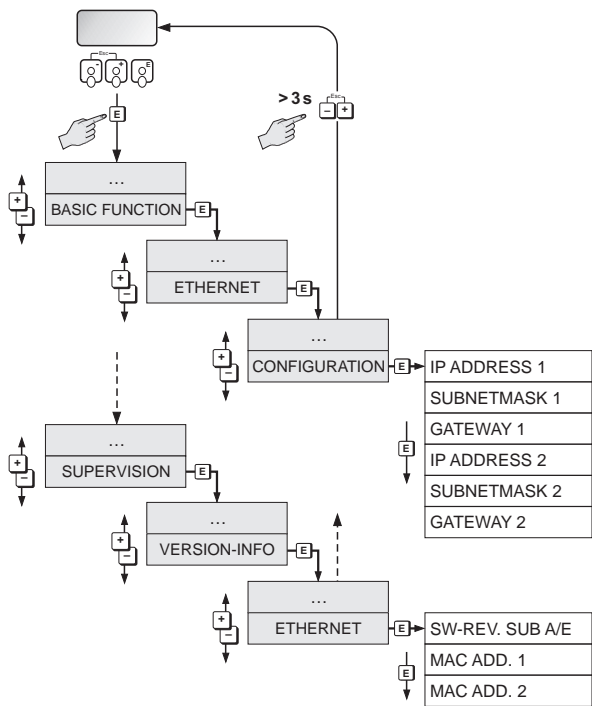 Esc
- + E
E
> 3 s
Esc
- +
...
BASIC FUNCTION
+
-
E
...
ETHERNET
+
-
E
...
CONFIGURATION
+
-
E
IP ADDRESS 1
SUBNETMASK 1
GATEWAY 1
IP ADDRESS 2
SUBNETMASK 2
GATEWAY 2
E
...
SUPERVISION
+
-
E
...
VERSION-INFO
+
-
E
...
ETHERNET
+
-
E
SW-REV. SUB A/E
MAC ADD. 1
MAC ADD. 2
E